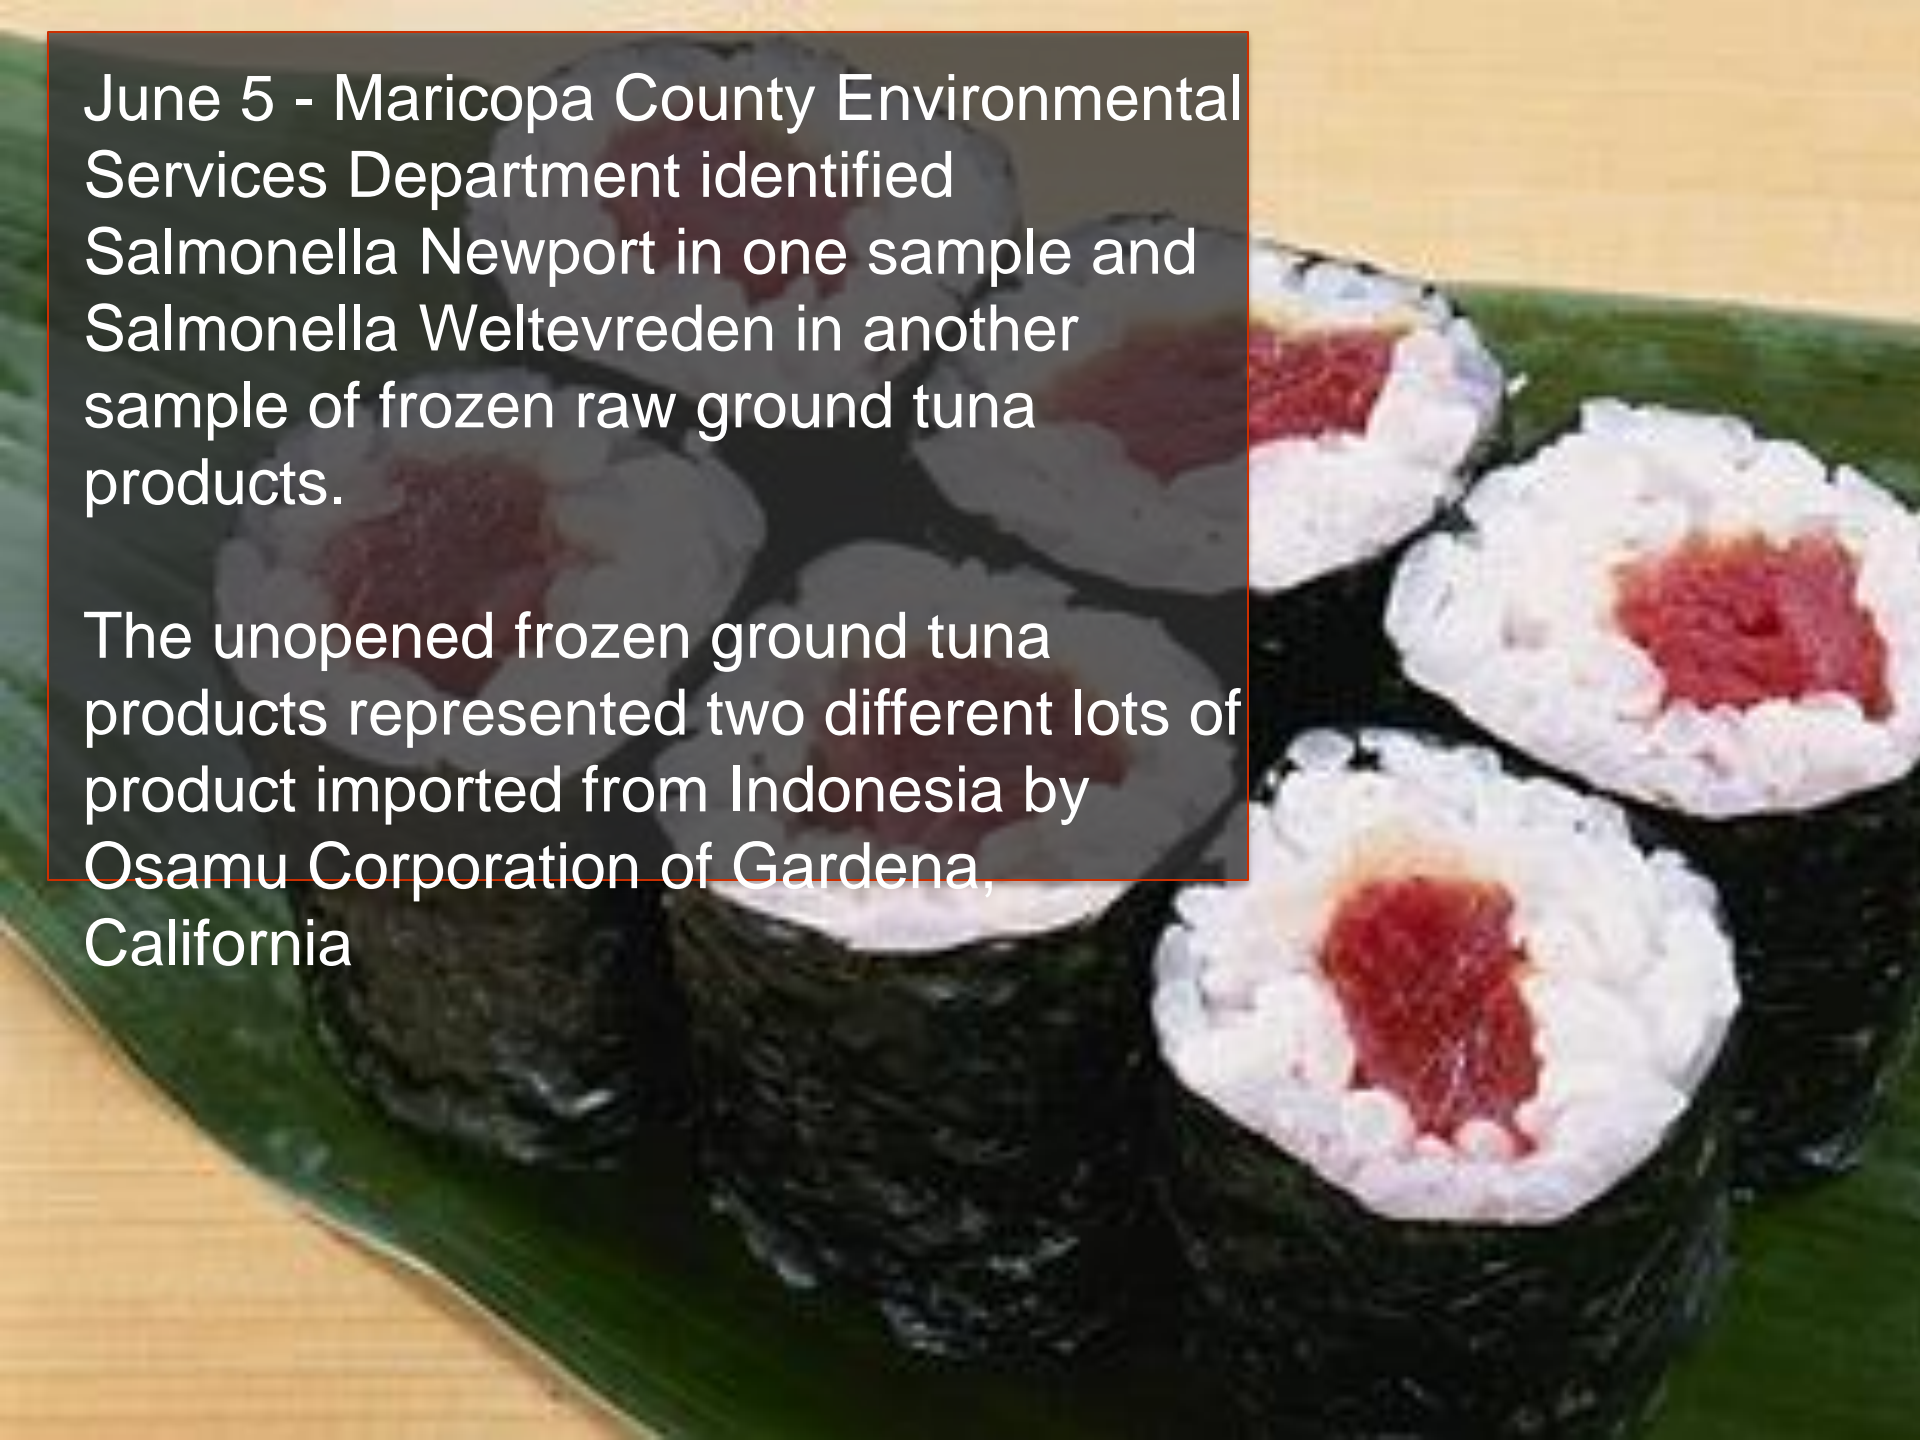 June 5 - Maricopa County Environmental
Services Department identified
Salmonella Newport in one sample and
Salmonella Weltevreden in another
sample of frozen raw ground tuna
products.
The unopened frozen ground tuna
products represented two different lots of
product imported from Indonesia by
Osamu Corporation of Gardena,
California